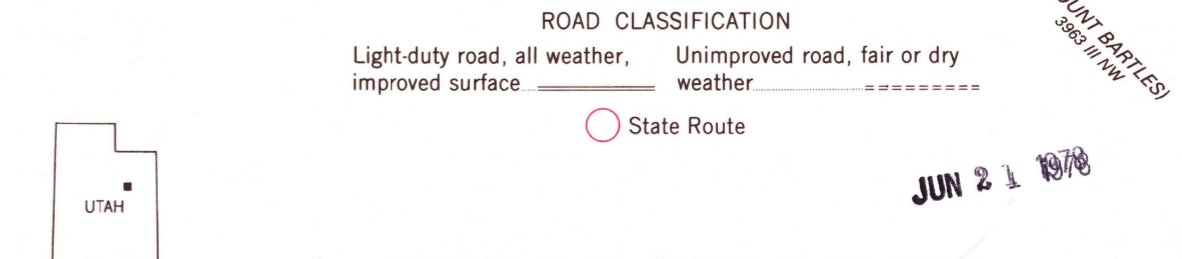 ROAD CLASSIFICATION
Light-duty road, all weather,
improved surface
Unimproved road, fair or dry
weather
State Route
BARTLES)
3963 III NW
UTAH
JUN 21 1978